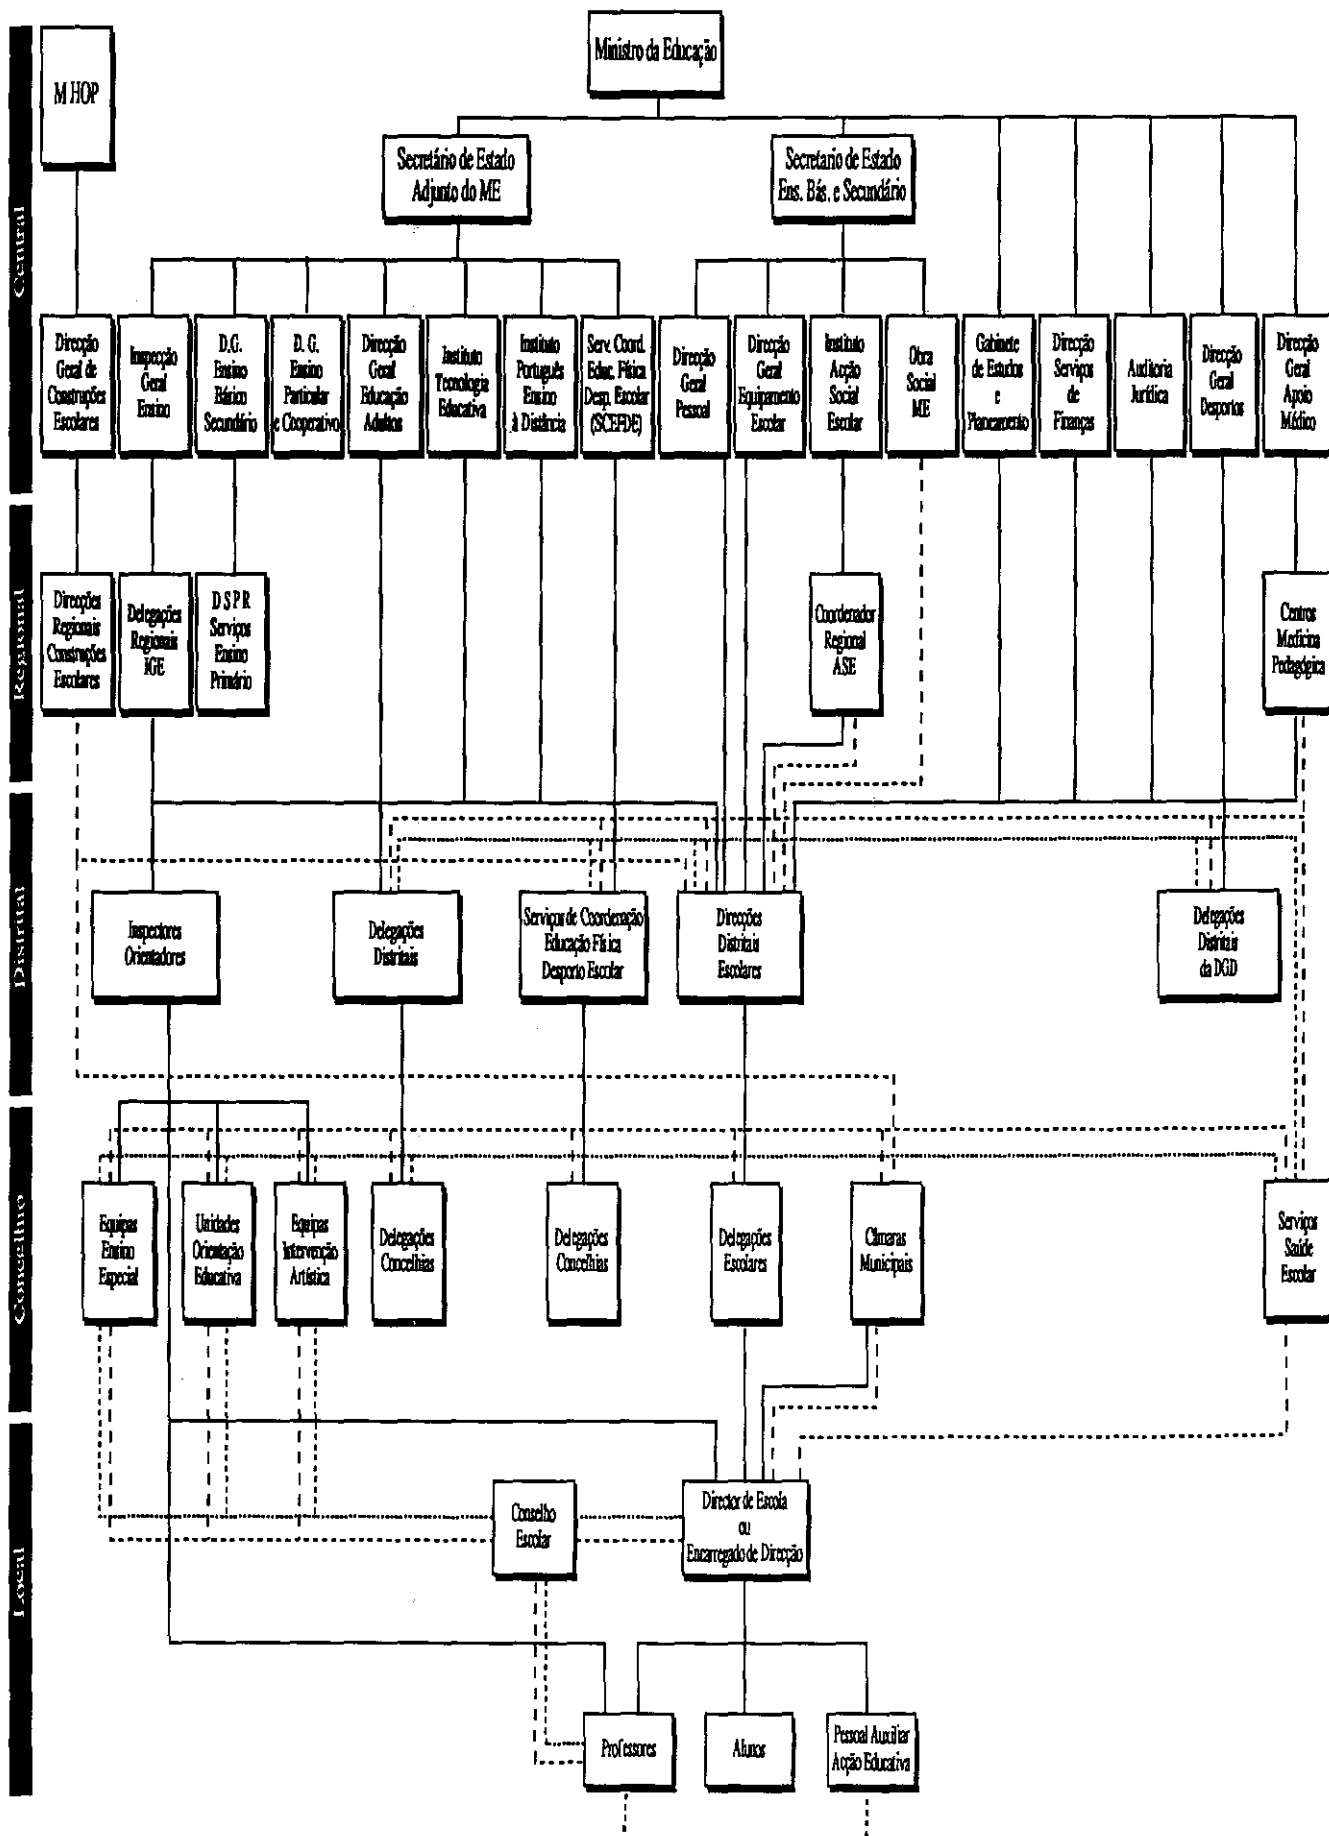 Central
M HOP
Ministro da Educação
Secretário de Estado
Adjunto do ME
Secretario de Estado
Ens. Bás. e Secundário
Direcção
Geral de
Construções
Escolares
Inspecção
Geral
Ensino
D.G.
Ensino
Básico
Secundário
D. G.
Ensino
Particular
e Cooperativo
Direcção
Geral
Educação
Adultos
Instituto
Tecnologia
Educativa
Instituto
Português
Ensino
à Distância
Serv. Coord.
Educ. Física
Desp. Escolar
(SCEFDE)
Direcção
Geral
Pessoal
Direcção
Geral
Equipamento
Escolar
Instituto
Acção
Social
Escolar
Obra
Social
ME
Gabinete
de Estudos
e
Planeamento
Direcção
Serviços
de
Finanças
Auditoria
Jurídica
Direcção
Geral
Desportos
Direcção
Geral
Apoio
Médico
Regional
Direcções
Regionais
Construções
Escolares
Delegações
Regionais
IGE
D S P R
Serviços
Ensino
Primário
Coordenador
Regional
ASE
Centros
Medicina
Pedagógica
Distrital
Inspectores
Orientadores
Delegações
Distritais
Serviços de Coordenação
Educação Física
Desporto Escolar
Direcções
Distritais
Escolares
Delegações
Distritais
da DGD
Concelho
Equipas
Ensino
Especial
Unidades
Orientação
Educativa
Equipas
Intervenção
Artística
Delegações
Concelhias
Delegações
Concelhias
Delegações
Escolares
Câmaras
Municipais
Serviços
Saúde
Escolar
Local
Conselho
Escolar
Director de Escola
ou
Encarregado de Direcção
Professores
Alunos
Pessoal Auxiliar
Acção Educativa